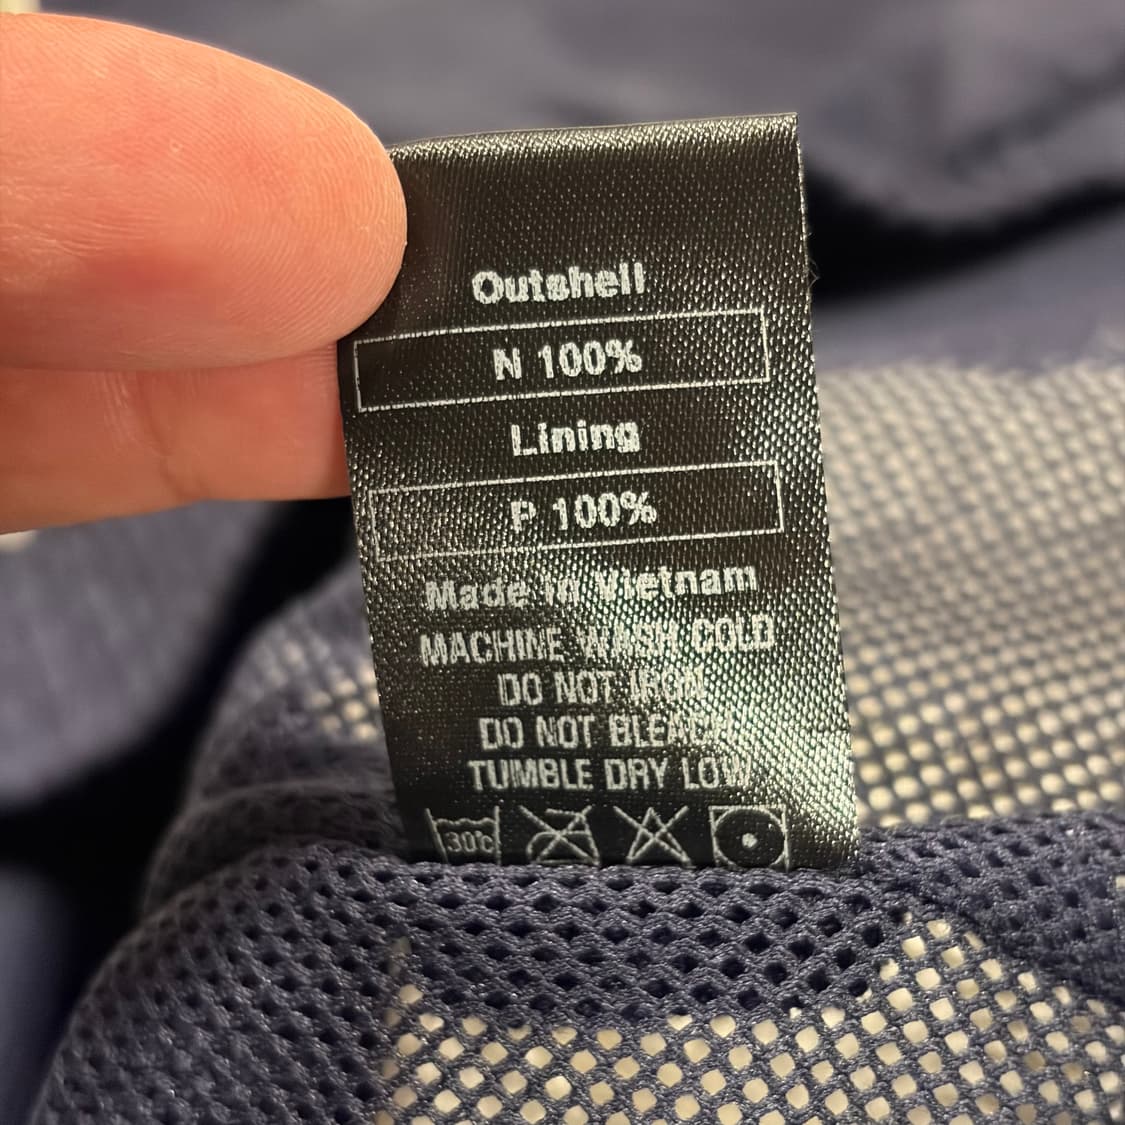 Outshell
N 100%
Lining
P 100%
Made in Vietnam
MACHINE WASH COLD
DO NOT IRON
DO NOT BLEACH
TUMBLE DRY LOW
30°C